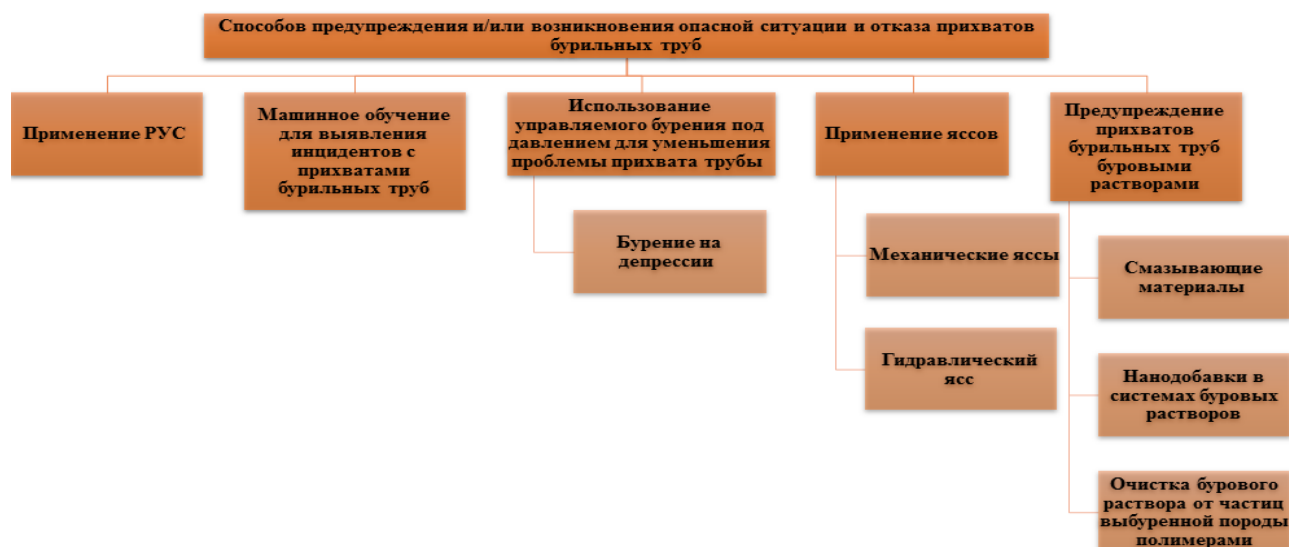 Способов предупреждения и/или возникновения опасной ситуации и отказа прихватов
бурильных труб
Применение РУС
Машинное обучение
для выявления
инцидентов с
прихватами
бурильных труб
Использование
управляемого бурения под
давлением для уменьшения
проблемы прихвата трубы
Бурение на
депрессии
Применение яссов
Механические яссы
Гидравлический
ясс
Предупреждение
прихватов
бурильных труб
буровыми
растворами
Смазывающие
материалы
Нанодобавки в
системах буровых
растворов
Очистка бурового
раствора от частиц
выбуренной породы
полимерами